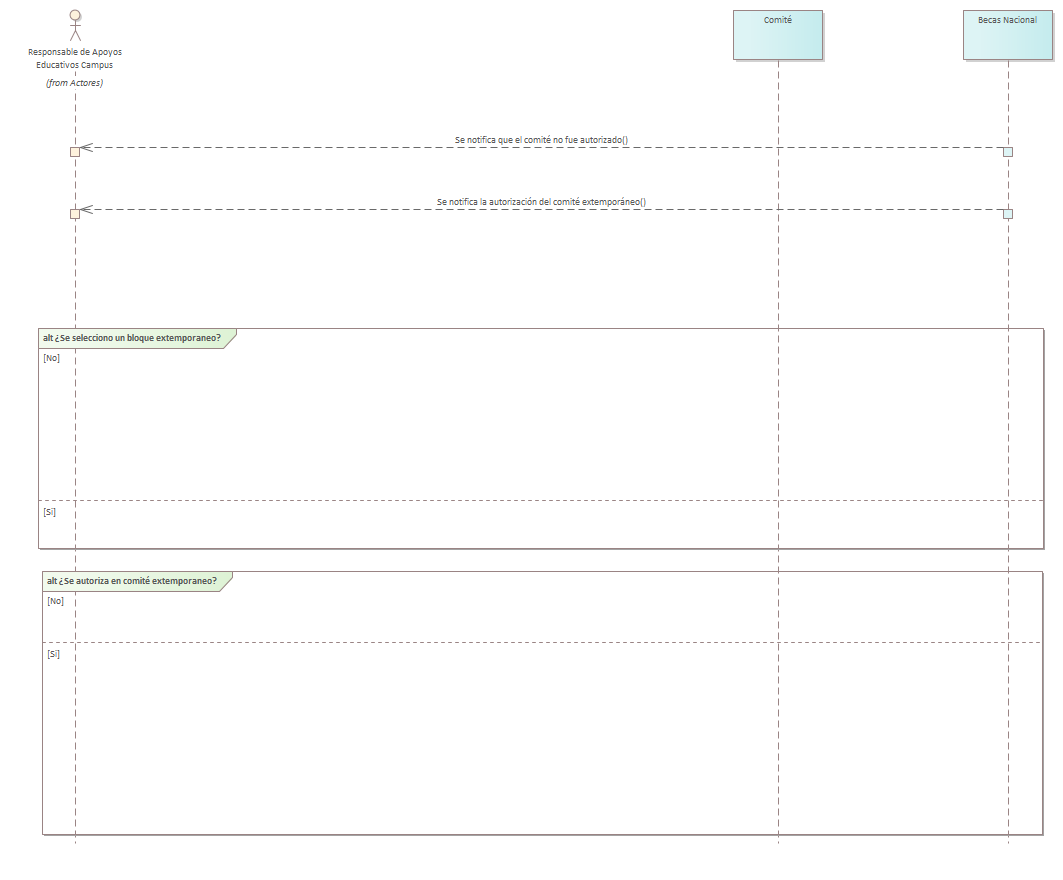 Responsable de Apoyos
Educativos Campus
(from Actores)
Comité
Becas Nacional
Se notifica que el comité no fue autorizado()
Se notifica la autorización del comité extemporáneo()
alt ¿Se selecciono un bloque extemporaneo?
[No]
[Si]
alt ¿Se autoriza en comité extemporaneo?
[No]
[Si]